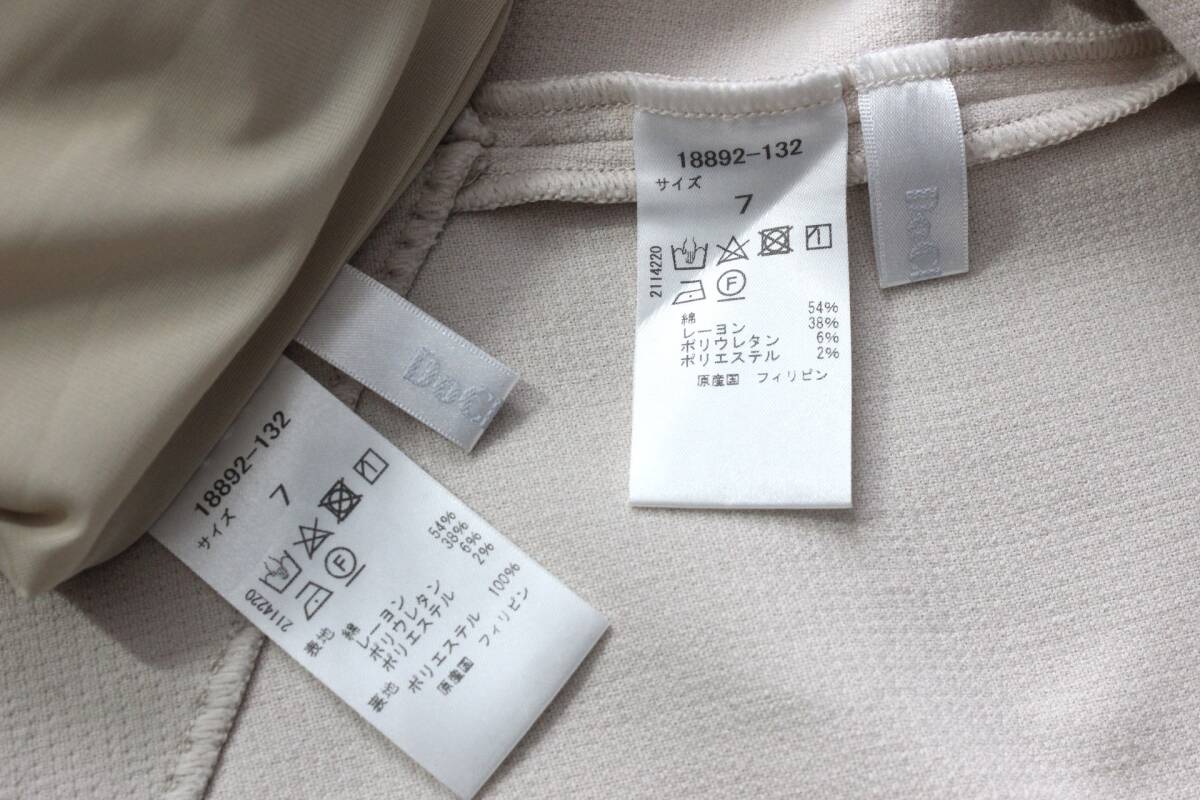 18892-132
サイズ
7
2114220
F
綿 54%
レーヨン 38%
ポリウレタン 6%
ポリエステル 2%
原産国 フィリピン
18892-132
サイズ
7
2114220
F
表地 綿 54%
レーヨン 38%
ポリウレタン 6%
ポリエステル 2%
裏地 ポリエステル 100%
原産国 フィリピン